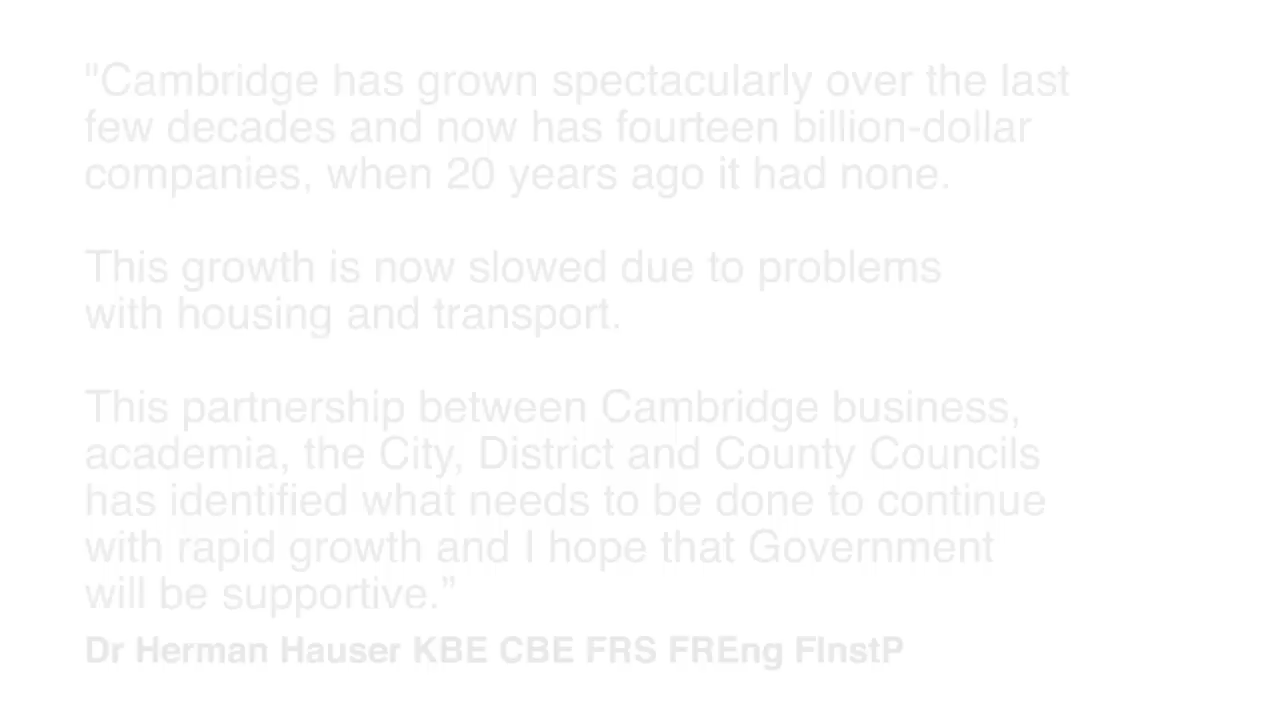 "Cambridge has grown spectacularly over the last
few decades and now has fourteen billion-dollar
companies, when 20 years ago it had none.
This growth is now slowed due to problems
with housing and transport.
This partnership between Cambridge business,
academia, the City, District and County Councils
has identified what needs to be done to continue
with rapid growth and I hope that Government
will be supportive.”
Dr Herman Hauser KBE CBE FRS FREng FInstP